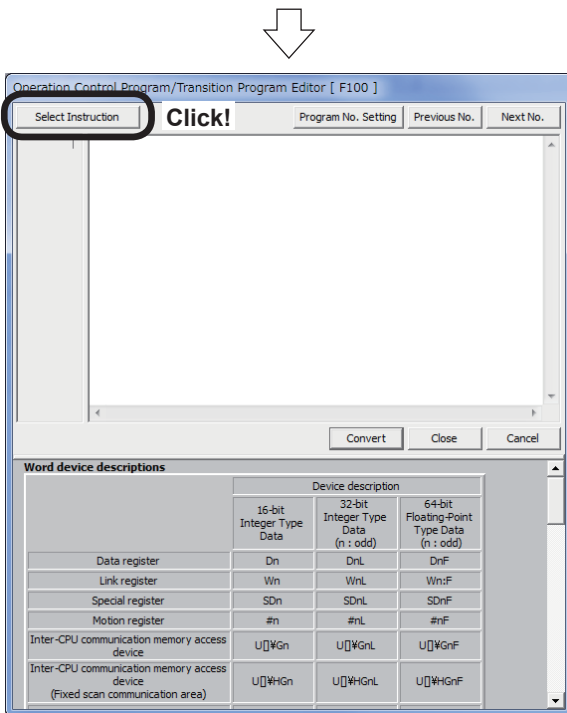 Operation Control Program/Transition Program Editor [ F100 ]
Select Instruction Click! Program No. Setting Previous No. Next No.
Convert Close Cancel
Word device descriptions
Device description
16-bit
Integer Type
Data
32-bit
Integer Type
Data
(n : odd)
64-bit
Floating-Point
Type Data
(n : odd)
Data register Dn DnL DnF
Link register Wn WnL Wn:F
Special register SDn SDnL SDnF
Motion register #n #nL #nF
Inter-CPU communication memory access
device
U[]¥Gn U[]¥GnL U[]¥GnF
Inter-CPU communication memory access
device
(Fixed scan communication area)
U[]¥HGn U[]¥HGnL U[]¥HGnF